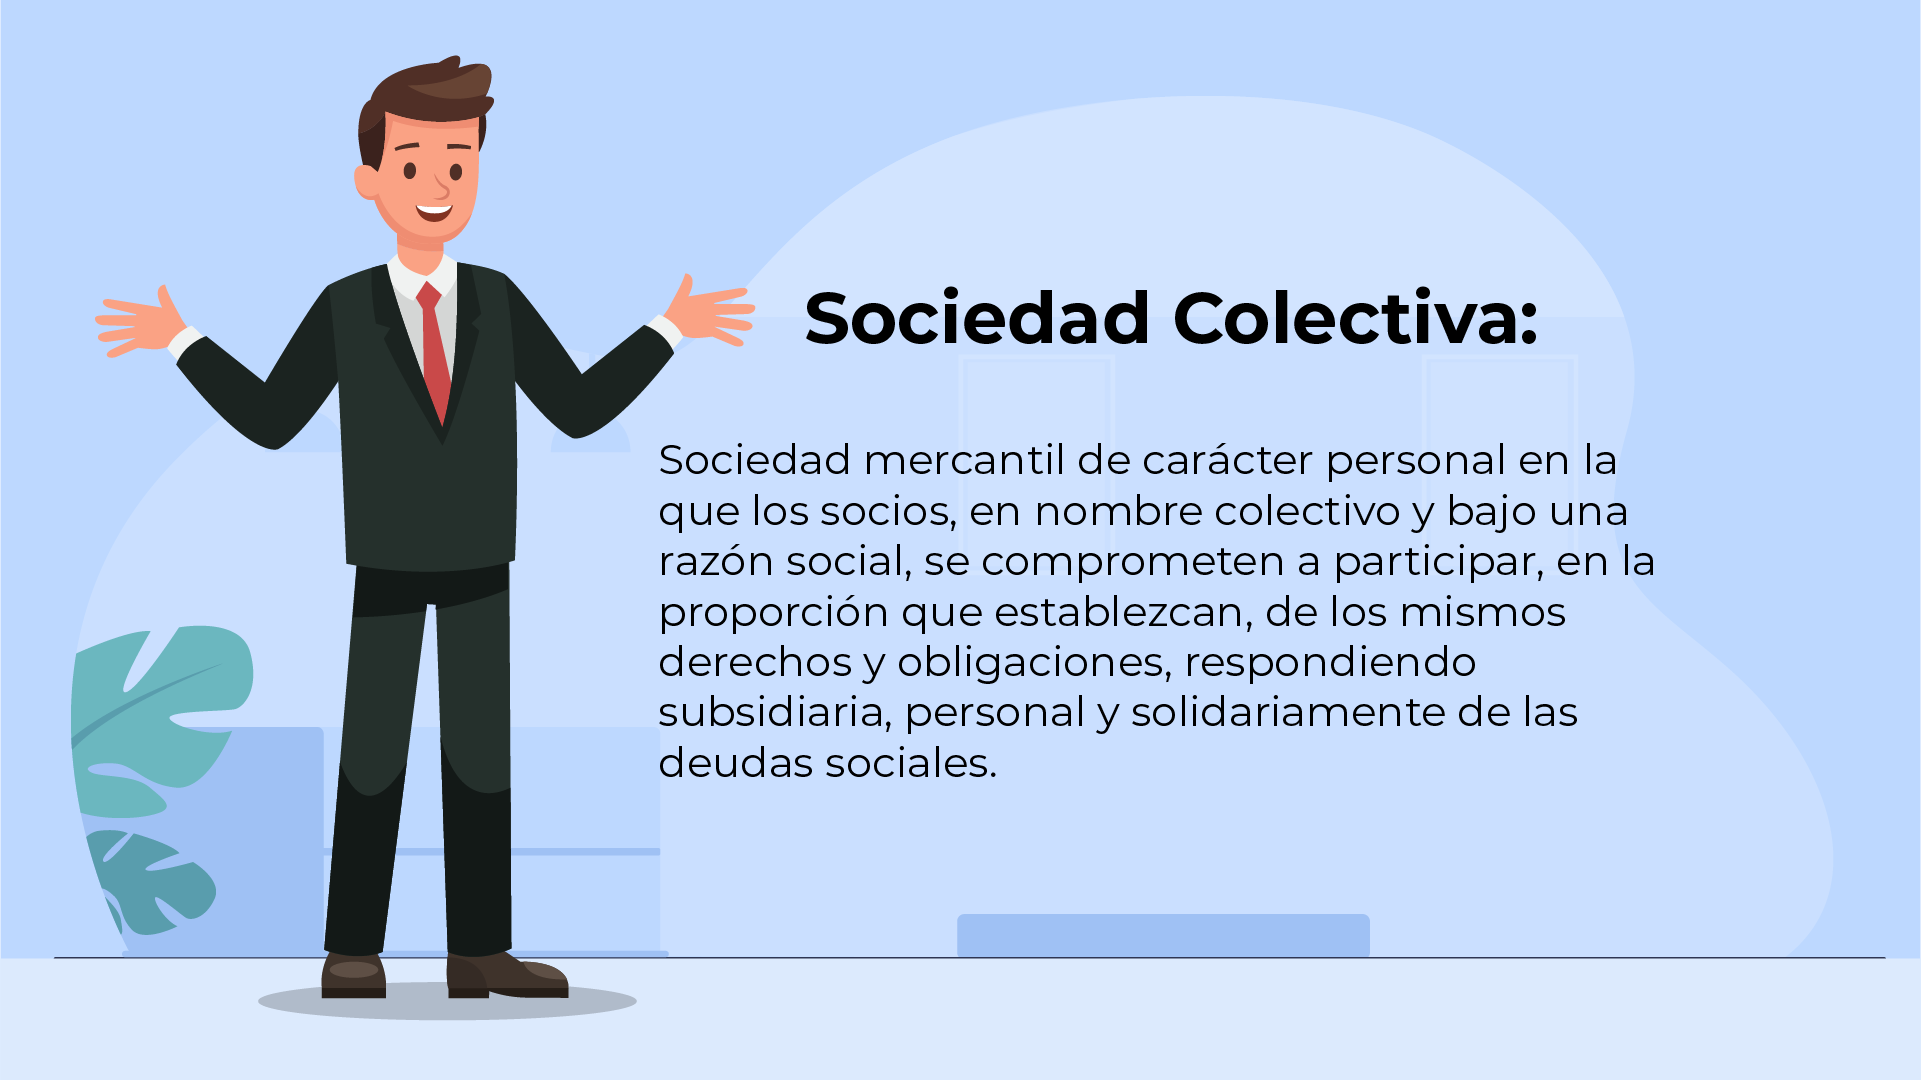 Sociedad Colectiva:
Sociedad mercantil de carácter personal en la
que los socios, en nombre colectivo y bajo una
razón social, se comprometen a participar, en la
proporción que establezcan, de los mismos
derechos y obligaciones, respondiendo
subsidiaria, personal y solidariamente de las
deudas sociales.